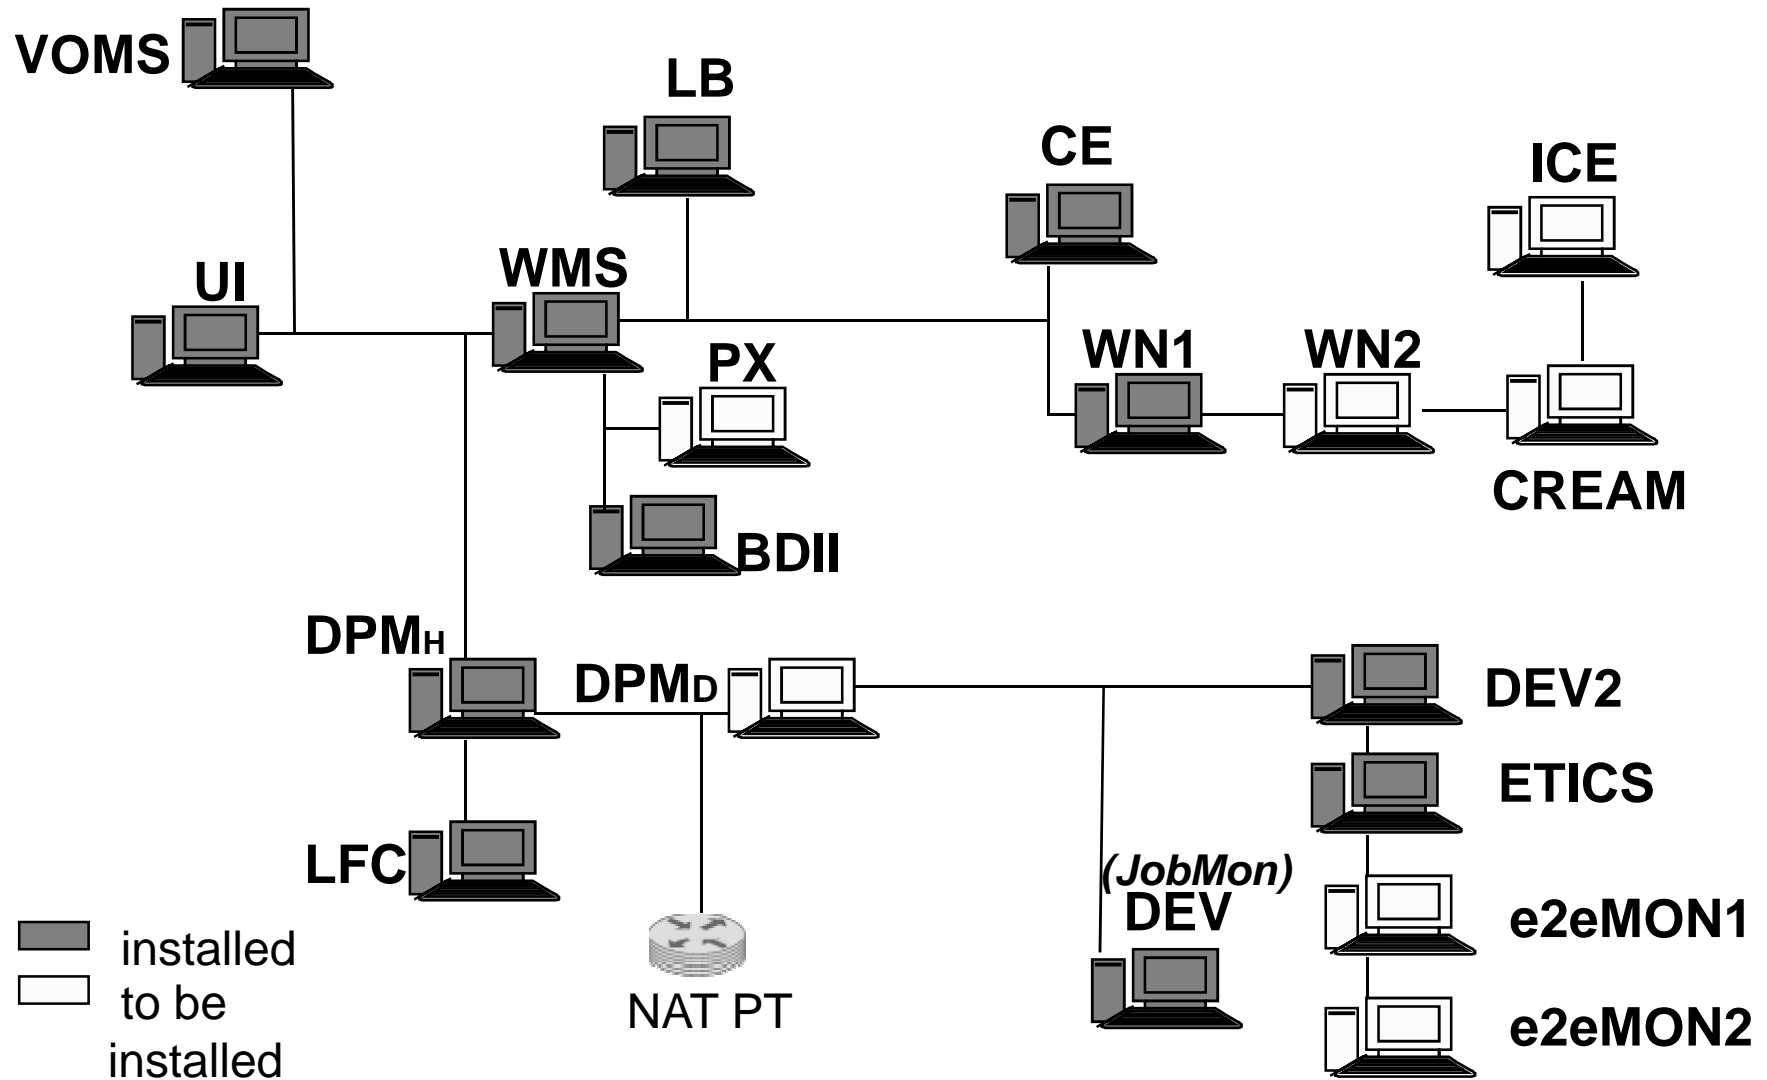 VOMS
LB
CE
ICE
UI
WMS
PX
WN1
WN2
CREAM
BDII
DPMH
DPMD
DEV2
ETICS
LFC
(JobMon)
DEV
e2eMON1
installed
to be
installed
NAT PT
e2eMON2